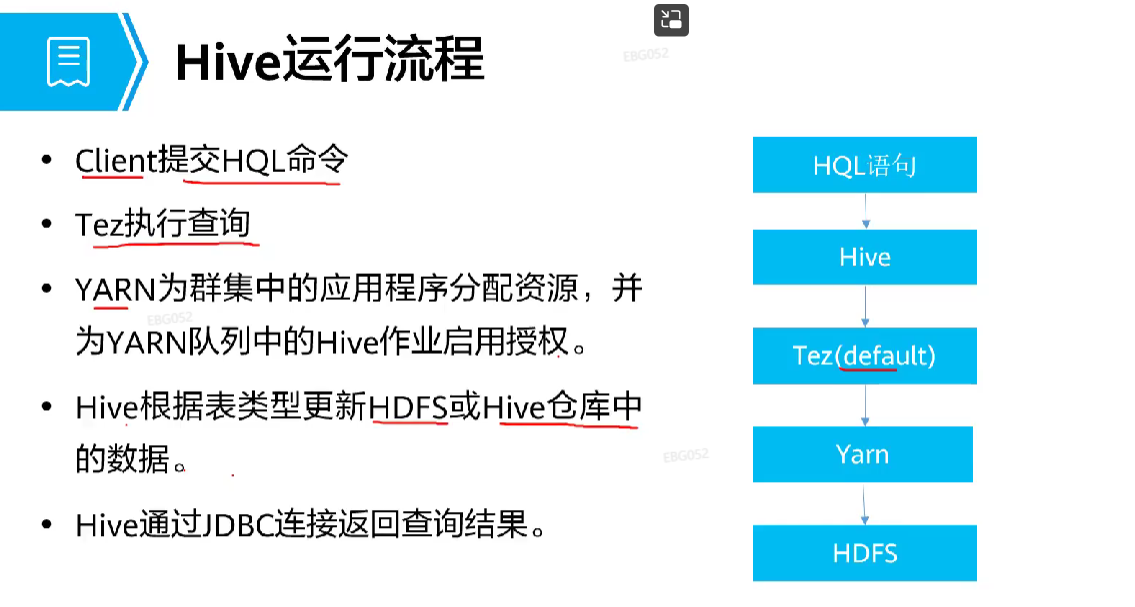 Hive运行流程
EBG052
Client提交HQL命令
Tez执行查询
YARN为群集中的应用程序分配资源，并
EBG052
为YARN队列中的Hive作业启用授权。
Hive根据表类型更新HDFS或Hive仓库中
的数据。
EBG052
Hive通过JDBC连接返回查询结果。
HQL语句
Hive
Tez(default)
Yarn
HDFS